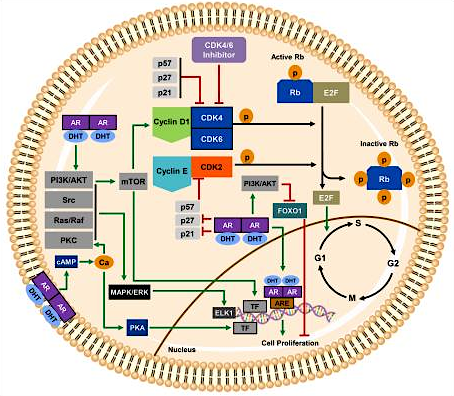 CDK4/6
Inhibitor
Active Rb
p
Rb
E2F
p57
p27
p21
Cyclin D1
CDK4
CDK6
p
Inactive Rb
p
p
Rb
p
p
AR AR
DHT DHT
PI3K/AKT
Src
Ras/Raf
PKC
mTOR
Cyclin E
CDK2
p
PI3K/AKT
FOXO1
E2F
p57
p27
p21
AR AR
DHT DHT
S
G1
G2
M
cAMP
Ca
AR
AR
DHT
DHT
MAPK/ERK
PKA
ELK1
TF
TF
DHT DHT
AR AR
ARE
Cell Proliferation
Nucleus